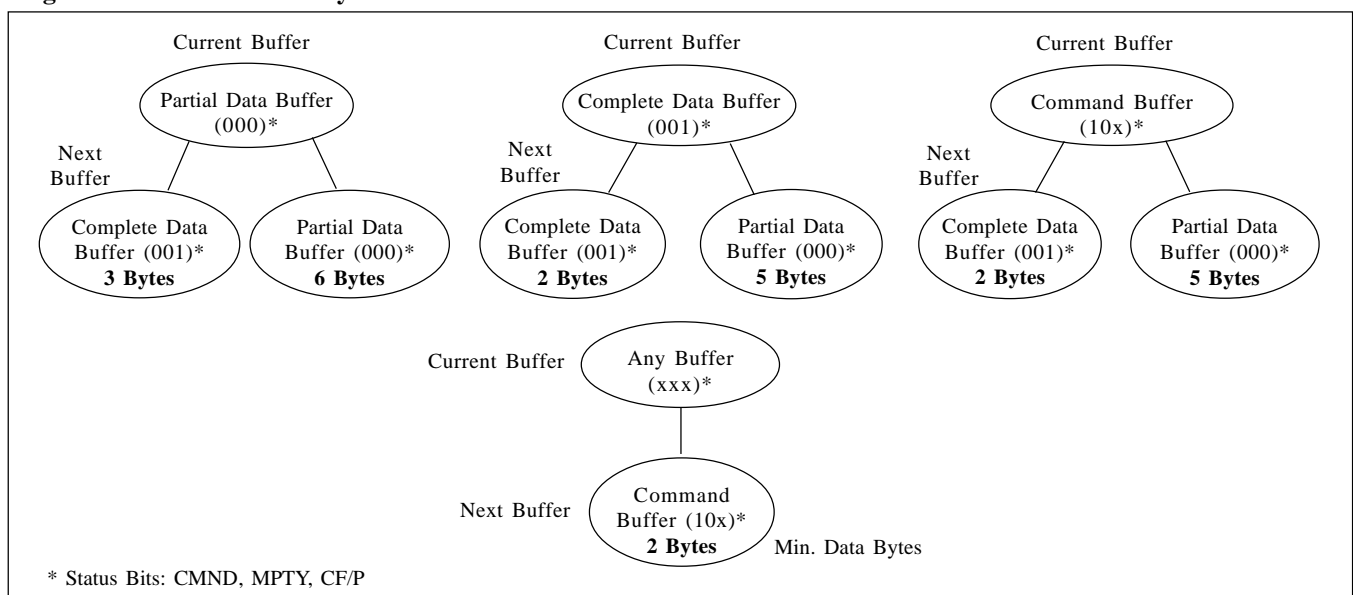 Current Buffer
Partial Data Buffer
(000)*
Next
Buffer
Complete Data
Buffer (001)*
3 Bytes
Partial Data
Buffer (000)*
6 Bytes
Current Buffer
Complete Data Buffer
(001)*
Next
Buffer
Complete Data
Buffer (001)*
2 Bytes
Partial Data
Buffer (000)*
5 Bytes
Current Buffer
Command Buffer
(10x)*
Next
Buffer
Complete Data
Buffer (001)*
2 Bytes
Partial Data
Buffer (000)*
5 Bytes
Current Buffer
Any Buffer
(xxx)*
Next Buffer
Command
Buffer (10x)*
2 Bytes
Min. Data Bytes
* Status Bits: CMND, MPTY, CF/P